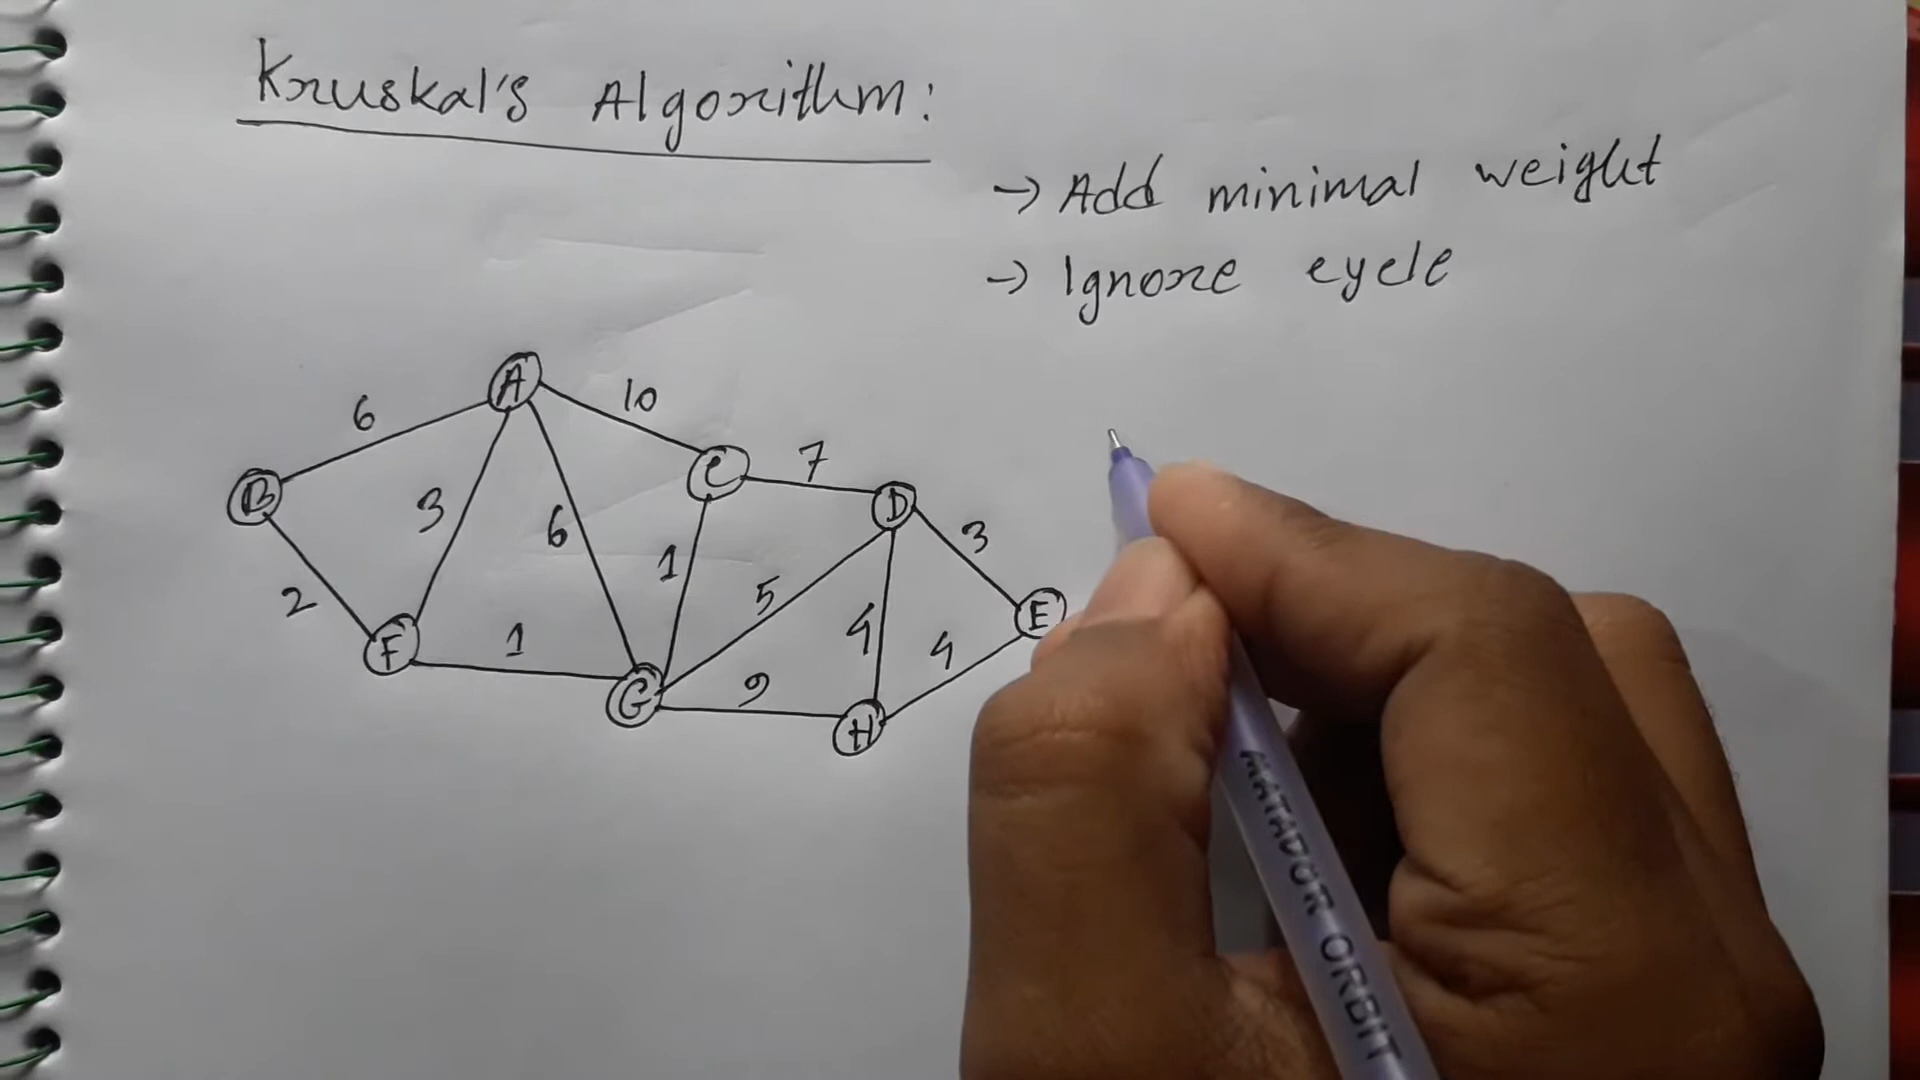 Kruskal's Algorithm:
→ Add minimal weight
→ Ignore cycle
A
10
6
C
7
B
D
3
6
3
1
5
2
4
E
F
1
4
G
9
H
MATADOR ORBIT